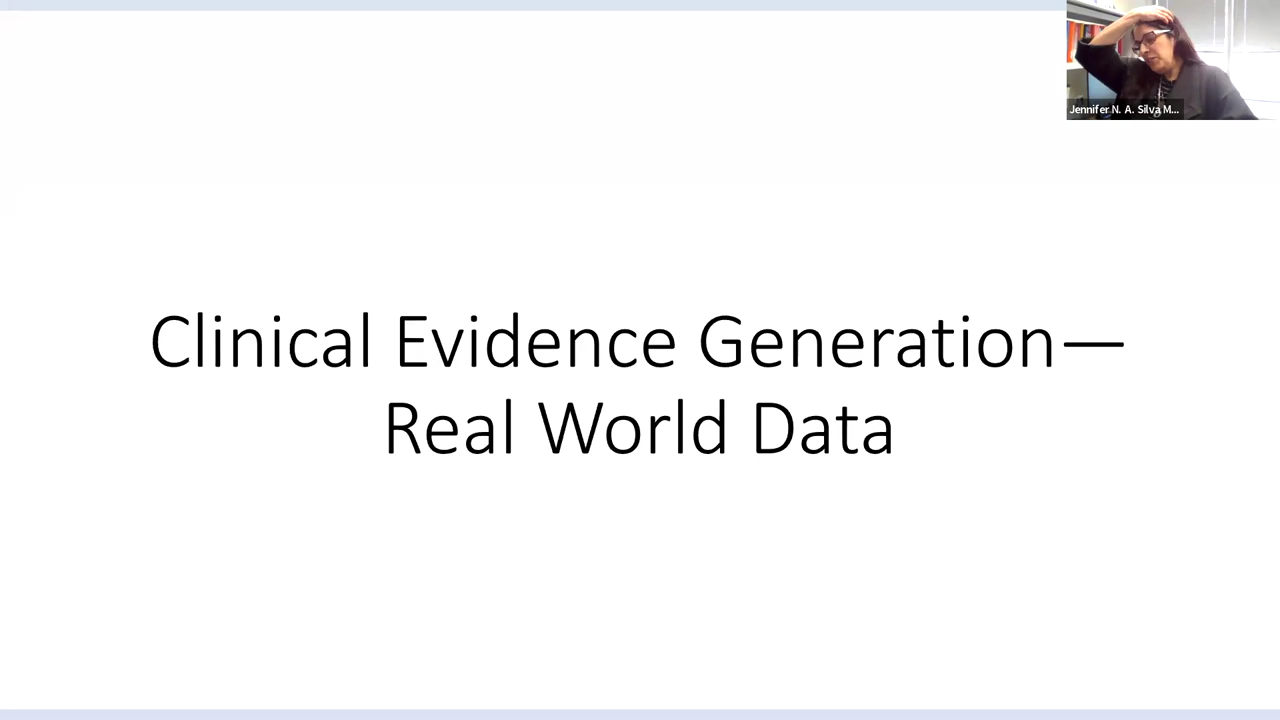 Jennifer N. A. Silva M...
Clinical Evidence Generation—
Real World Data